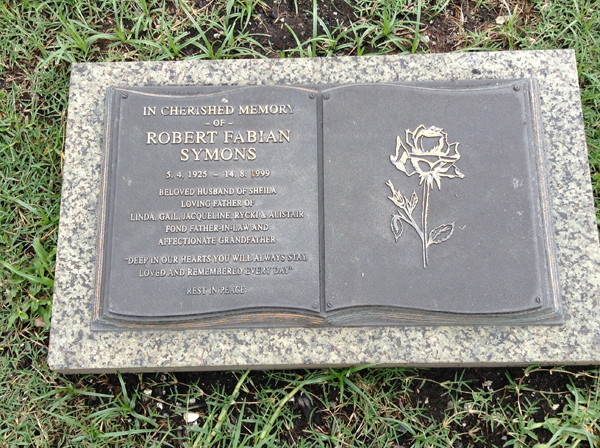 IN CHERISHED MEMORY
– OF –
ROBERT FABIAN
SYMONS
5. 4. 1925 – 14. 8. 1999
BELOVED HUSBAND OF SHEILA
LOVING FATHER OF
LINDA, GAIL, JACQUELINE, RYCKI & ALISTAIR
FOND FATHER-IN-LAW AND
AFFECTIONATE GRANDFATHER
"DEEP IN OUR HEARTS YOU WILL ALWAYS STAY
LOVED AND REMEMBERED EVERY DAY"
REST IN PEACE